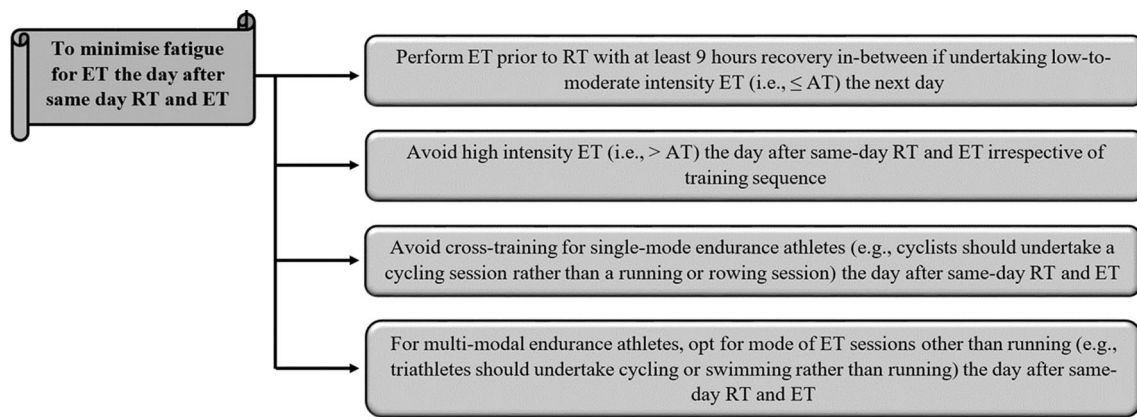 To minimise fatigue
for ET the day after
same day RT and ET
Perform ET prior to RT with at least 9 hours recovery in-between if undertaking low-to-
moderate intensity ET (i.e., ≤ AT) the next day
Avoid high intensity ET (i.e., > AT) the day after same-day RT and ET irrespective of
training sequence
Avoid cross-training for single-mode endurance athletes (e.g., cyclists should undertake a
cycling session rather than a running or rowing session) the day after same-day RT and ET
For multi-modal endurance athletes, opt for mode of ET sessions other than running (e.g.,
triathletes should undertake cycling or swimming rather than running) the day after same-
day RT and ET